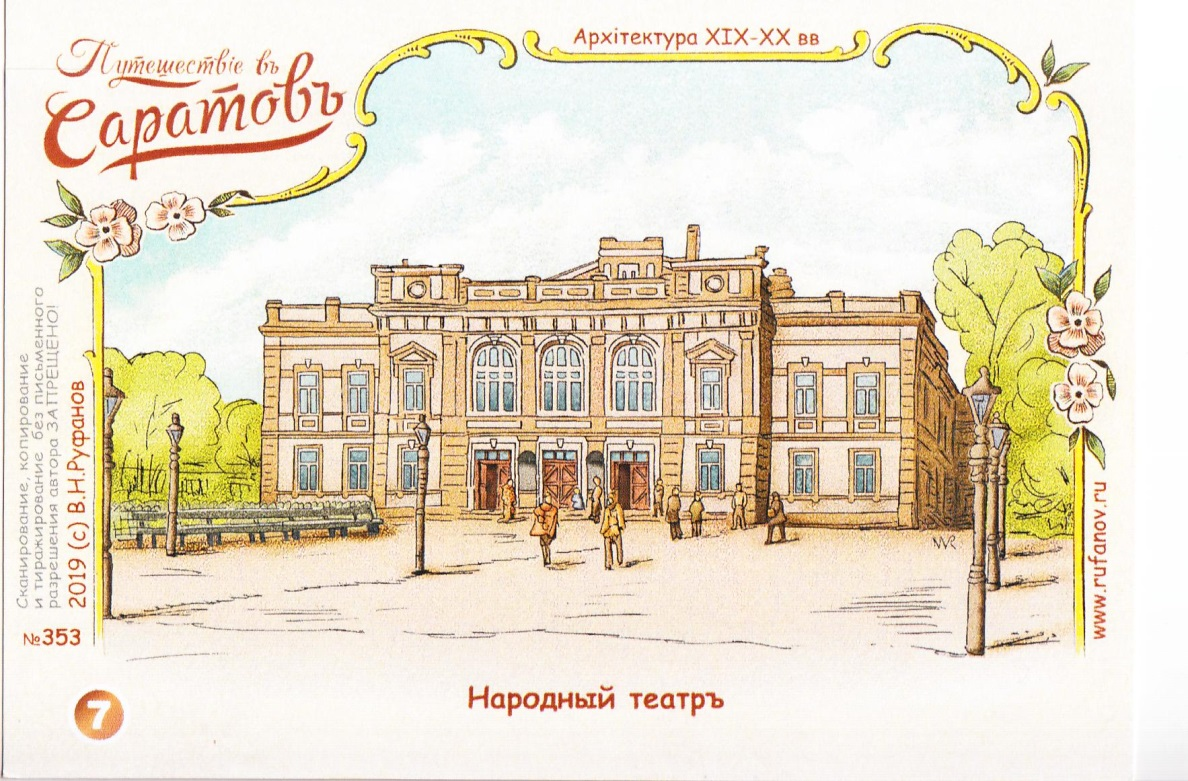 Архітектура XIX-XX вв
Путешествіе въ
Саратовъ
Сканирование, копирование
и тиражирование без письменного
разрешения автора ЗАПРЕЩЕНО!
2019 (с) В.Н.Руфанов
№353
www.rufanov.ru
Народный театръ
7